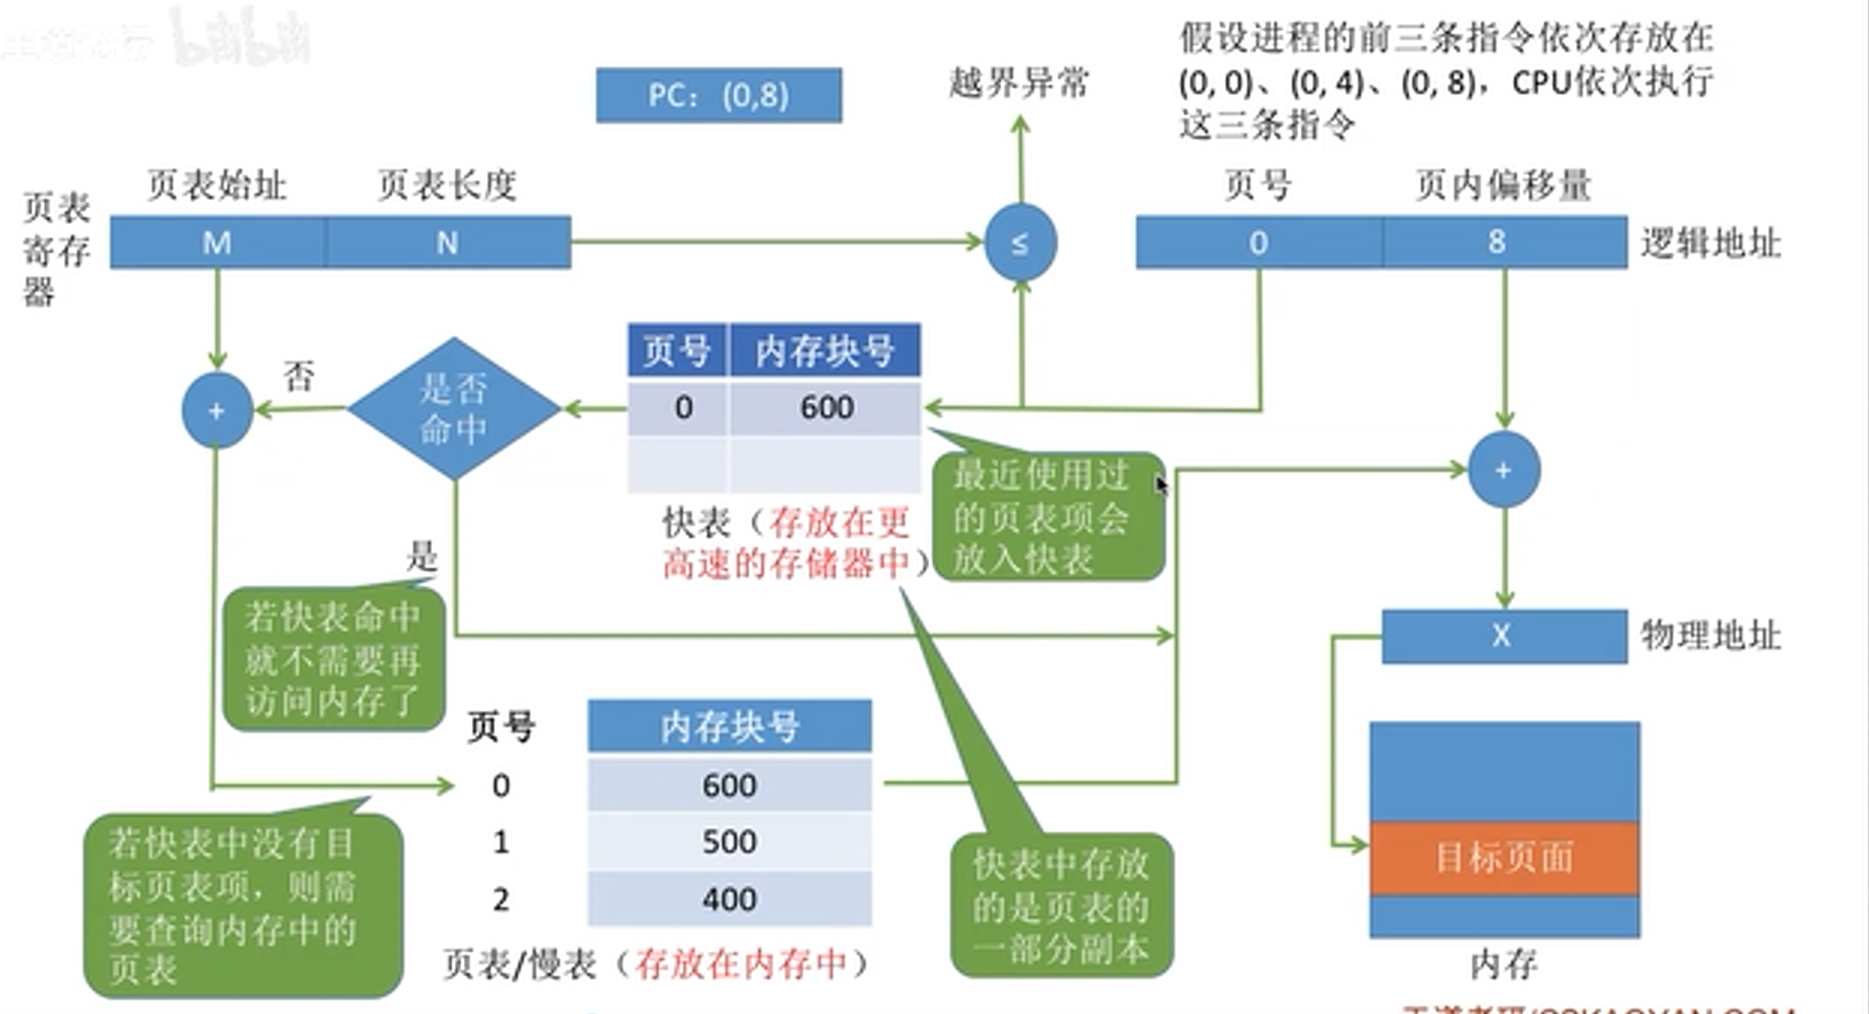 bilibili
PC：(0,8)
越界异常
假设进程的前三条指令依次存放在
(0, 0)、(0, 4)、(0, 8)，CPU依次执行
这三条指令
页表
寄存
器
页表始址
页表长度
M
N
≤
页号
页内偏移量
0
8
逻辑地址
+
否
是否
命中
页号
内存块号
0
600
快表（存放在更
高速的存储器中）
最近使用过
的页表项会
放入快表
+
是
若快表命中
就不需要再
访问内存了
X
物理地址
页号
内存块号
0
600
1
500
2
400
页表/慢表（存放在内存中）
若快表中没有目
标页表项，则需
要查询内存中的
页表
快表中存放
的是页表的
一部分副本
目标页面
内存